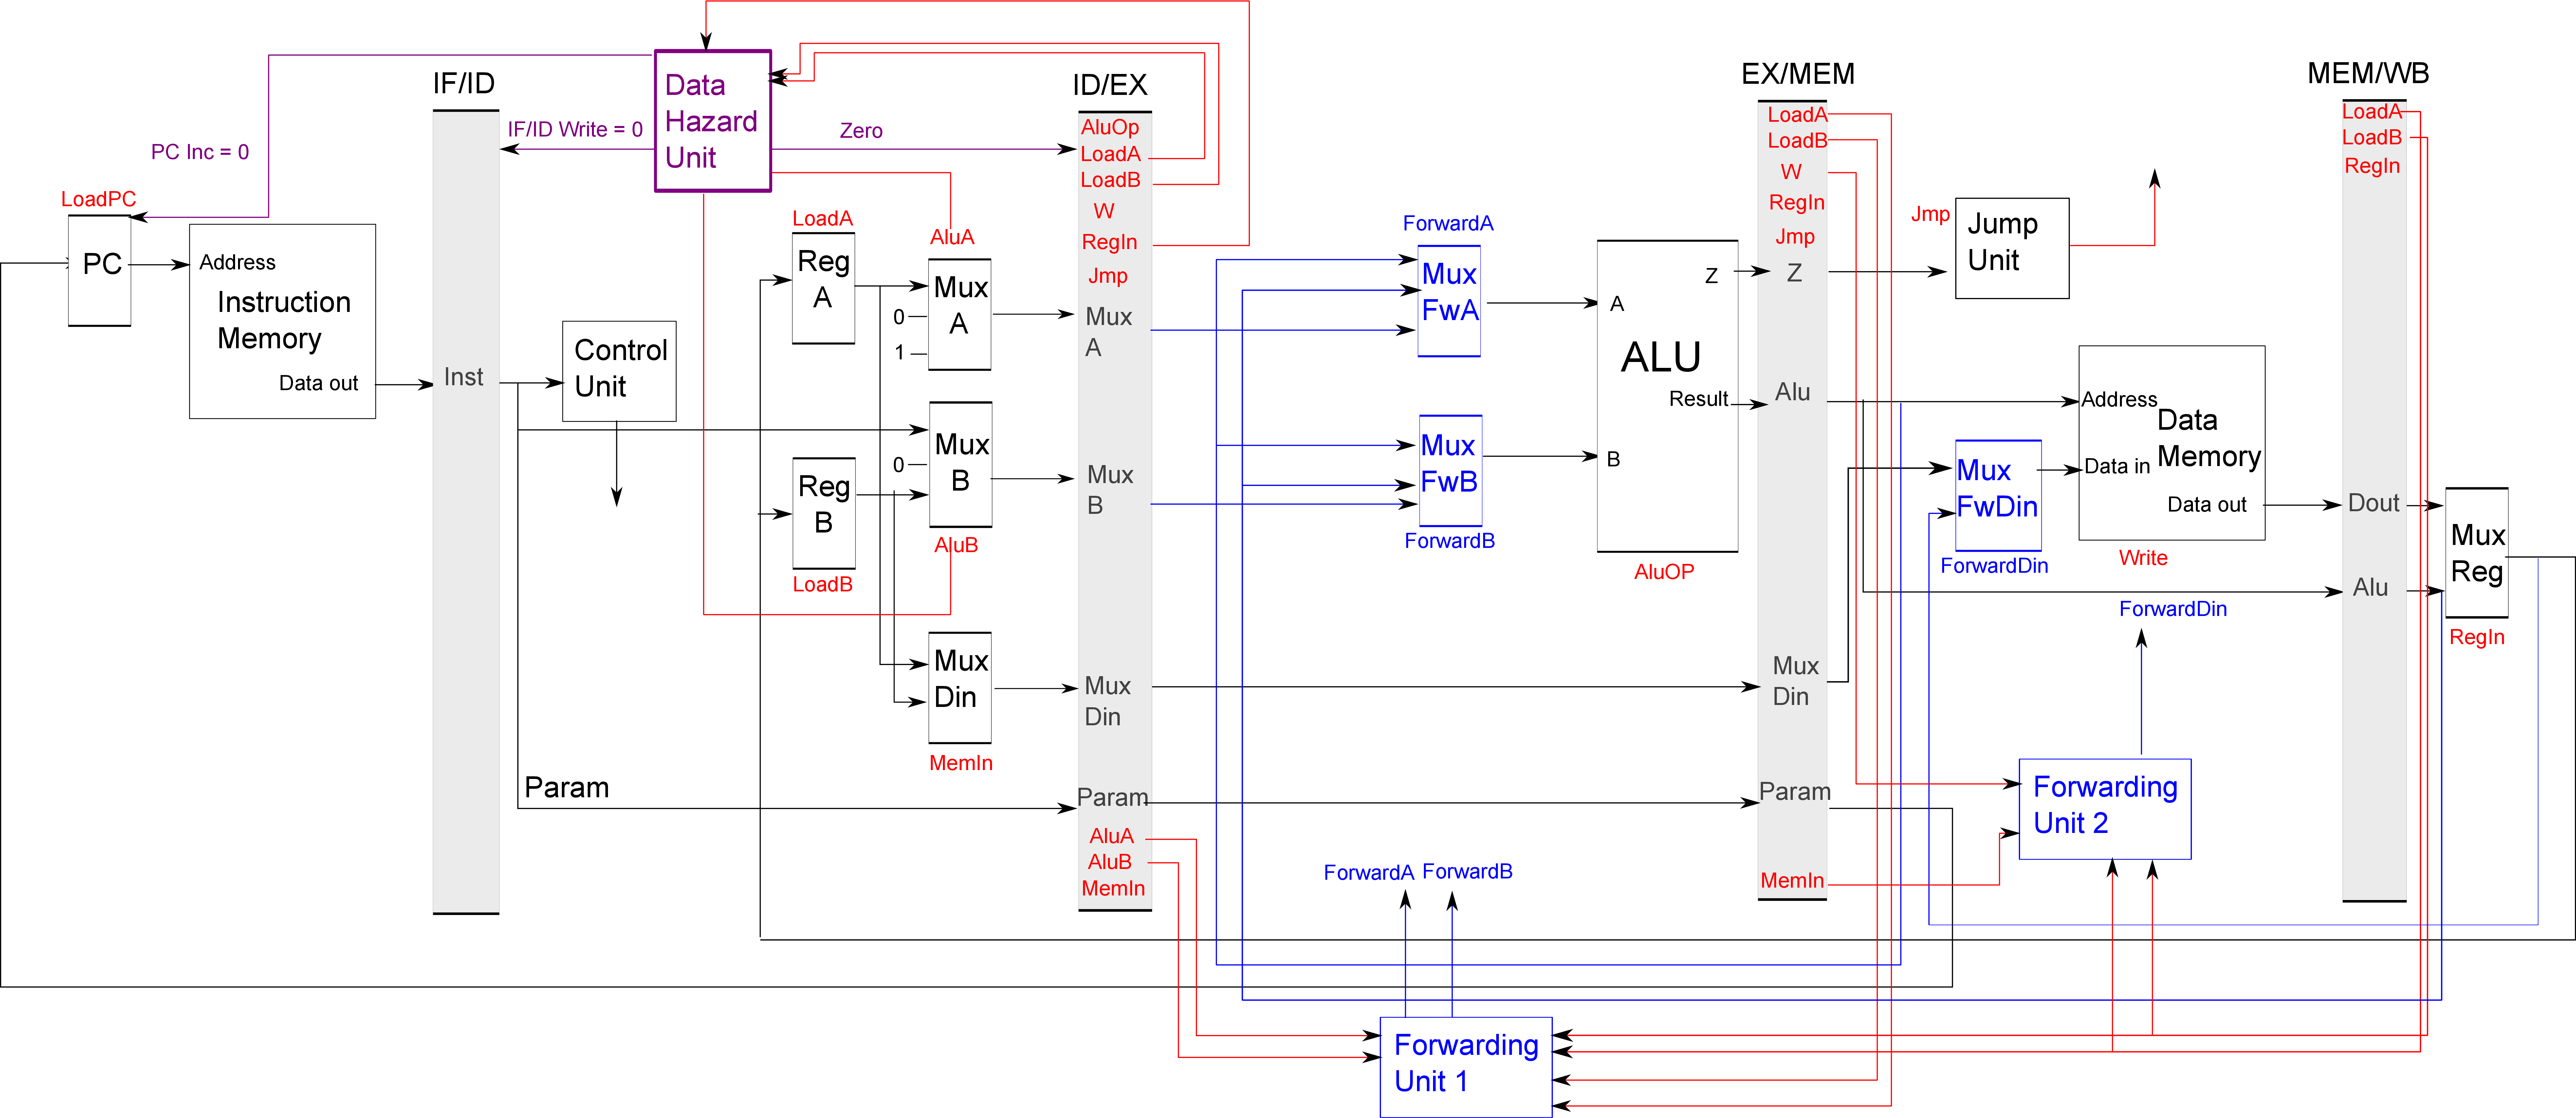 IF/ID
Data
Hazard
Unit
ID/EX
EX/MEM
MEM/WB
IF/ID Write = 0
Zero
PC Inc = 0
LoadPC
PC
Address
Instruction
Memory
Data out
Inst
Control
Unit
Param
LoadA
Reg
A
AluA
Mux
A
0
1
Mux
B
0
Reg
B
LoadB
AluB
Mux
Din
MemIn
AluOp
LoadA
LoadB
W
RegIn
Jmp
Mux
A
Mux
B
Mux
Din
Param
AluA
AluB
MemIn
ForwardA
Mux
FwA
Mux
FwB
ForwardB
A
B
Z
ALU
Result
AluOP
ForwardA
ForwardB
Forwarding
Unit 1
LoadA
LoadB
W
RegIn
Jmp
Z
Alu
Mux
Din
Param
MemIn
Jmp
Jump
Unit
Address
Data
Memory
Data in
Data out
Write
Mux
FwDin
ForwardDin
ForwardDin
Forwarding
Unit 2
LoadA
LoadB
RegIn
Dout
Alu
Mux
Reg
RegIn